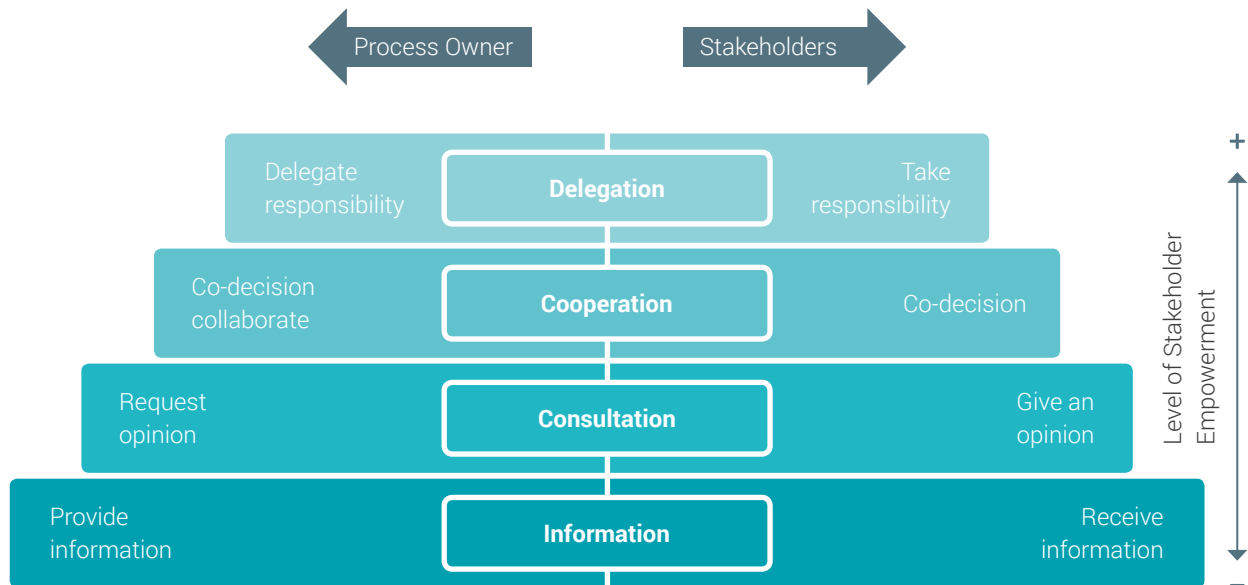 Process Owner
Stakeholders
+
Delegate
responsibility
Delegation
Take
responsibility
Co-decision
collaborate
Cooperation
Co-decision
Request
opinion
Consultation
Give an
opinion
Provide
information
Information
Receive
information
Level of Stakeholder
Empowerment
-